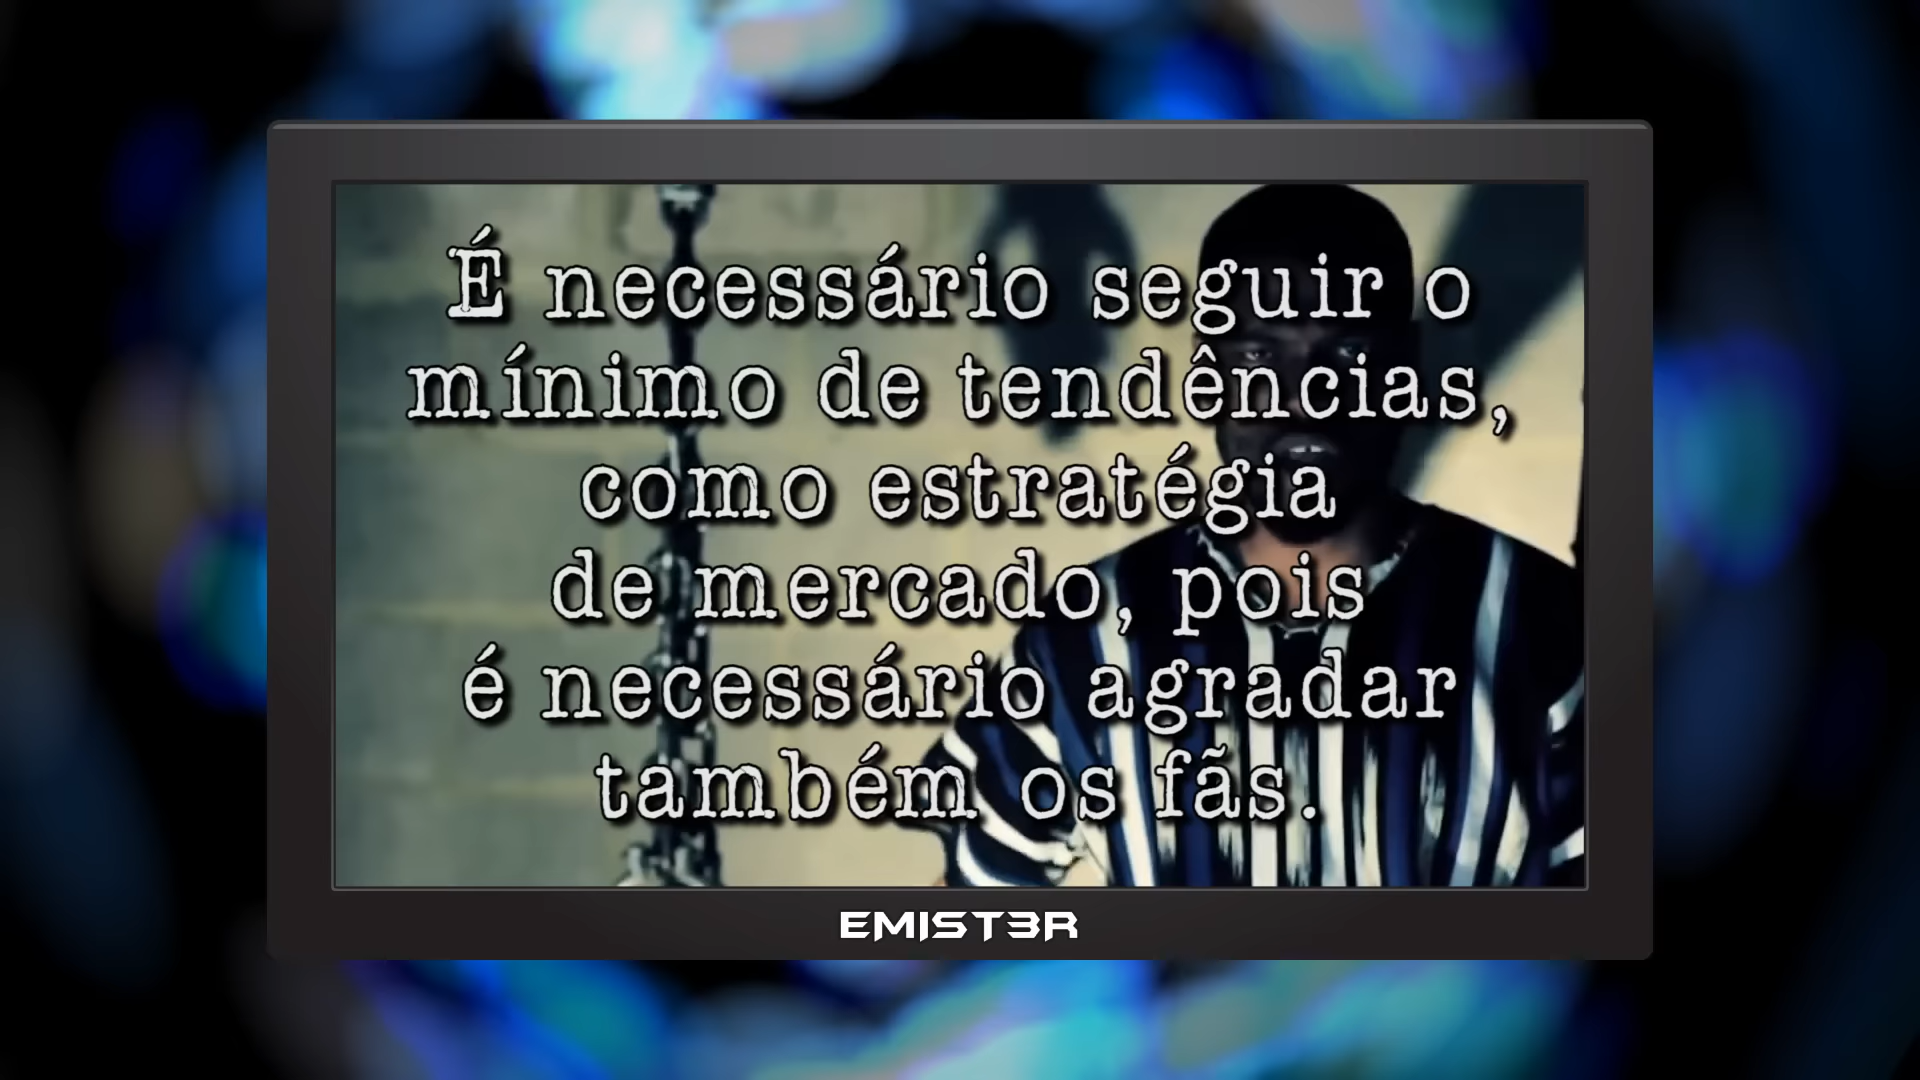 É necessário seguir o
mínimo de tendências,
como estratégia
de mercado, pois
é necessário agradar
também os fãs.
EMIST3R